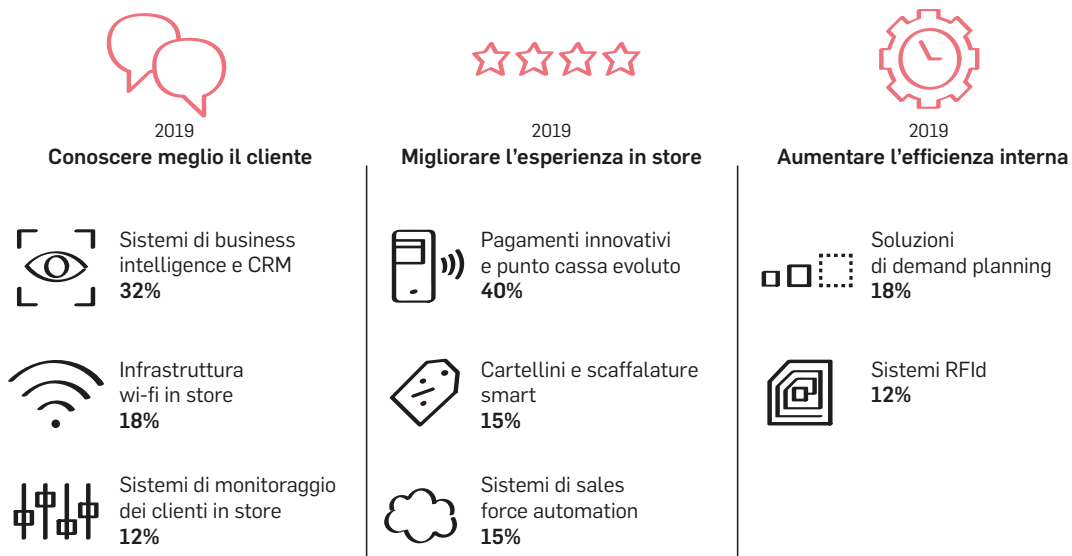 2019
Conoscere meglio il cliente
Sistemi di business
intelligence e CRM
32%
Infrastruttura
wi-fi in store
18%
Sistemi di monitoraggio
dei clienti in store
12%
2019
Migliorare l’esperienza in store
Pagamenti innovativi
e punto cassa evoluto
40%
Cartellini e scaffalature
smart
15%
Sistemi di sales
force automation
15%
2019
Aumentare l’efficienza interna
Soluzioni
di demand planning
18%
Sistemi RFId
12%